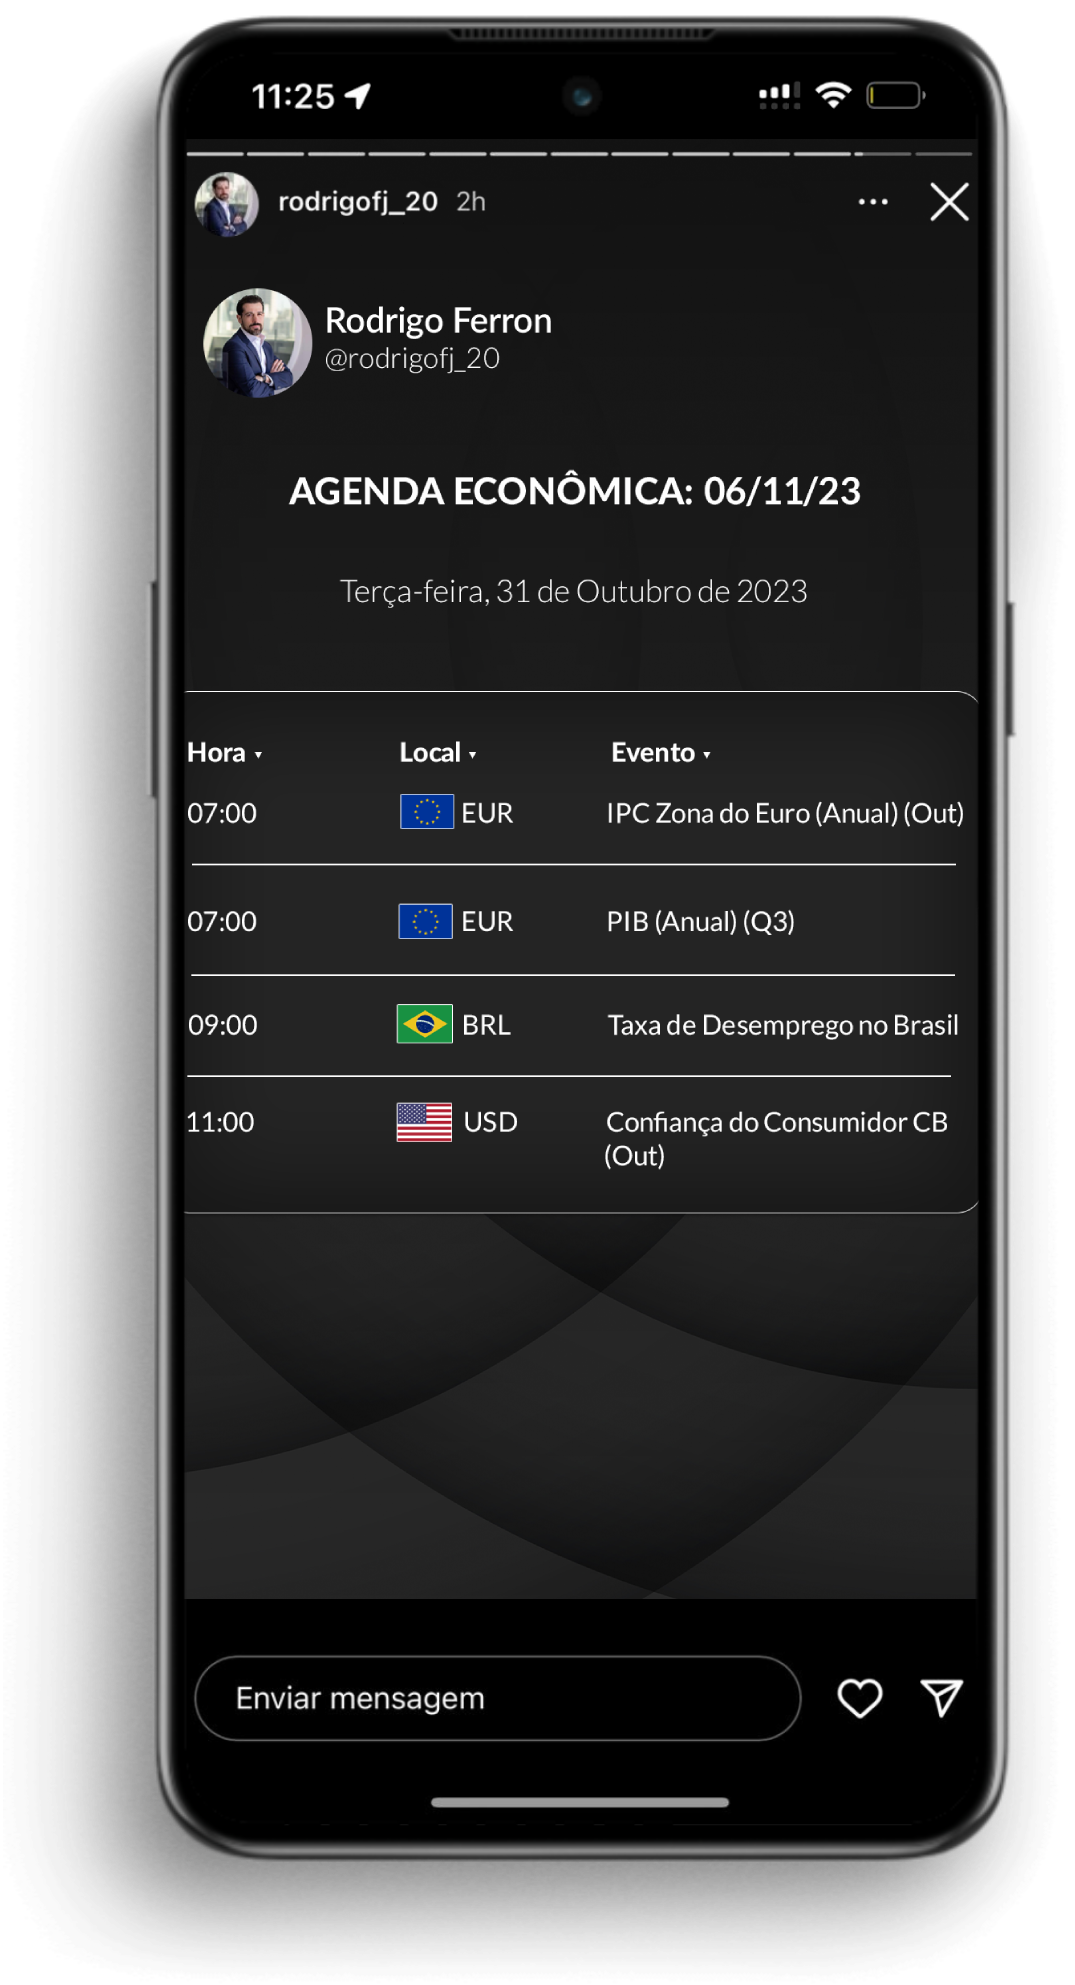 11:25
rodrigofj_20 2h
Rodrigo Ferron
@rodrigofj_20
AGENDA ECONÔMICA: 06/11/23
Terça-feira, 31 de Outubro de 2023
Hora ▾ Local ▾ Evento ▾
07:00 EUR IPC Zona do Euro (Anual) (Out)
07:00 EUR PIB (Anual) (Q3)
09:00 BRL Taxa de Desemprego no Brasil
11:00 USD Confiança do Consumidor CB
(Out)
Enviar mensagem